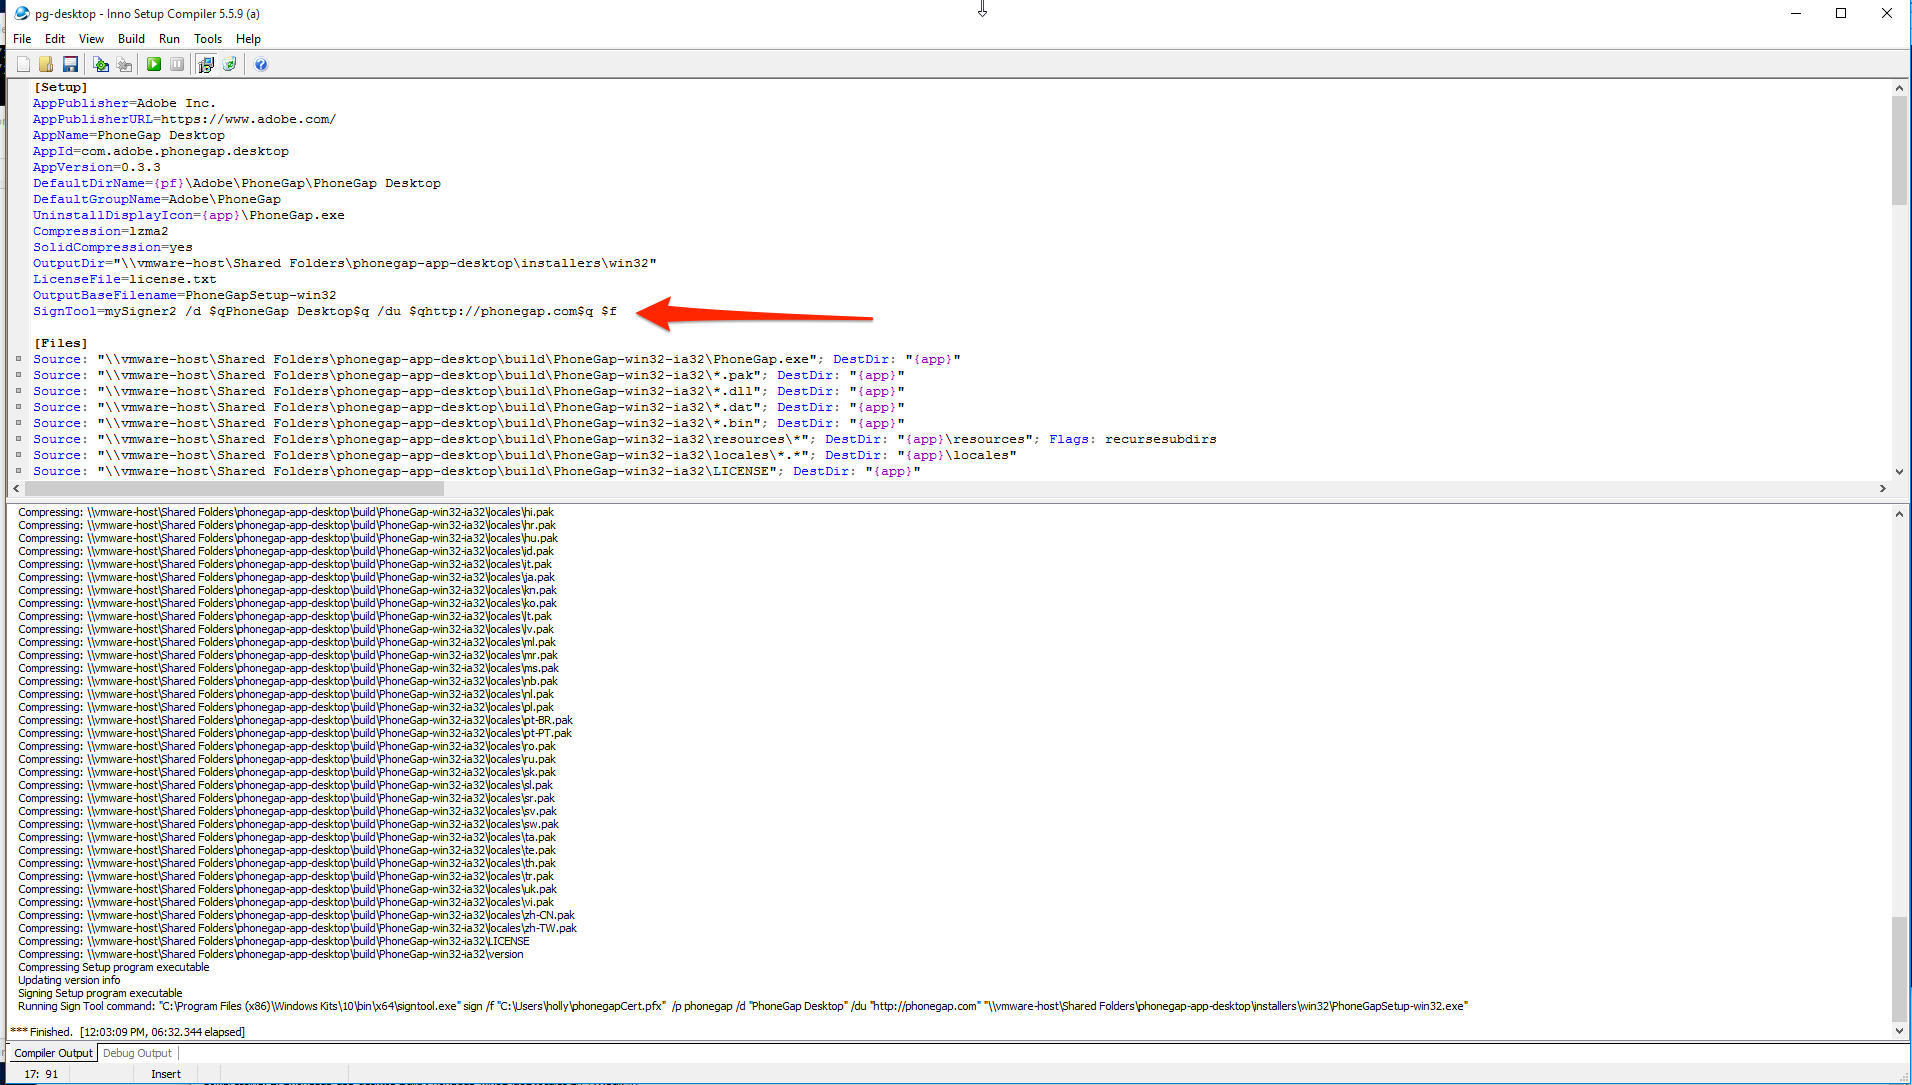 pg-desktop - Inno Setup Compiler 5.5.9 (a)
File Edit View Build Run Tools Help
[Setup]
AppPublisher=Adobe Inc.
AppPublisherURL=https://www.adobe.com/
AppName=PhoneGap Desktop
AppId=com.adobe.phonegap.desktop
AppVersion=0.3.3
DefaultDirName={pf}\Adobe\PhoneGap\PhoneGap Desktop
DefaultGroupName=Adobe\PhoneGap
UninstallDisplayIcon={app}\PhoneGap.exe
Compression=lzma2
SolidCompression=yes
OutputDir="\\vmware-host\Shared Folders\phonegap-app-desktop\installers\win32"
LicenseFile=license.txt
OutputBaseFilename=PhoneGapSetup-win32
SignTool=mySigner2 /d $qPhoneGap Desktop$q /du $qhttp://phonegap.com$q $f
[Files]
Source: "\\vmware-host\Shared Folders\phonegap-app-desktop\build\PhoneGap-win32-ia32\PhoneGap.exe"; DestDir: "{app}"
Source: "\\vmware-host\Shared Folders\phonegap-app-desktop\build\PhoneGap-win32-ia32\*.pak"; DestDir: "{app}"
Source: "\\vmware-host\Shared Folders\phonegap-app-desktop\build\PhoneGap-win32-ia32\*.dll"; DestDir: "{app}"
Source: "\\vmware-host\Shared Folders\phonegap-app-desktop\build\PhoneGap-win32-ia32\*.dat"; DestDir: "{app}"
Source: "\\vmware-host\Shared Folders\phonegap-app-desktop\build\PhoneGap-win32-ia32\*.bin"; DestDir: "{app}"
Source: "\\vmware-host\Shared Folders\phonegap-app-desktop\build\PhoneGap-win32-ia32\resources\*"; DestDir: "{app}\resources"; Flags: recursesubdirs
Source: "\\vmware-host\Shared Folders\phonegap-app-desktop\build\PhoneGap-win32-ia32\locales\*.*"; DestDir: "{app}\locales"
Source: "\\vmware-host\Shared Folders\phonegap-app-desktop\build\PhoneGap-win32-ia32\LICENSE"; DestDir: "{app}"
Compressing: \\vmware-host\Shared Folders\phonegap-app-desktop\build\PhoneGap-win32-ia32\locales\hi.pak
Compressing: \\vmware-host\Shared Folders\phonegap-app-desktop\build\PhoneGap-win32-ia32\locales\hr.pak
Compressing: \\vmware-host\Shared Folders\phonegap-app-desktop\build\PhoneGap-win32-ia32\locales\hu.pak
Compressing: \\vmware-host\Shared Folders\phonegap-app-desktop\build\PhoneGap-win32-ia32\locales\id.pak
Compressing: \\vmware-host\Shared Folders\phonegap-app-desktop\build\PhoneGap-win32-ia32\locales\it.pak
Compressing: \\vmware-host\Shared Folders\phonegap-app-desktop\build\PhoneGap-win32-ia32\locales\ja.pak
Compressing: \\vmware-host\Shared Folders\phonegap-app-desktop\build\PhoneGap-win32-ia32\locales\kn.pak
Compressing: \\vmware-host\Shared Folders\phonegap-app-desktop\build\PhoneGap-win32-ia32\locales\ko.pak
Compressing: \\vmware-host\Shared Folders\phonegap-app-desktop\build\PhoneGap-win32-ia32\locales\lt.pak
Compressing: \\vmware-host\Shared Folders\phonegap-app-desktop\build\PhoneGap-win32-ia32\locales\lv.pak
Compressing: \\vmware-host\Shared Folders\phonegap-app-desktop\build\PhoneGap-win32-ia32\locales\ml.pak
Compressing: \\vmware-host\Shared Folders\phonegap-app-desktop\build\PhoneGap-win32-ia32\locales\mr.pak
Compressing: \\vmware-host\Shared Folders\phonegap-app-desktop\build\PhoneGap-win32-ia32\locales\ms.pak
Compressing: \\vmware-host\Shared Folders\phonegap-app-desktop\build\PhoneGap-win32-ia32\locales\nb.pak
Compressing: \\vmware-host\Shared Folders\phonegap-app-desktop\build\PhoneGap-win32-ia32\locales\nl.pak
Compressing: \\vmware-host\Shared Folders\phonegap-app-desktop\build\PhoneGap-win32-ia32\locales\pl.pak
Compressing: \\vmware-host\Shared Folders\phonegap-app-desktop\build\PhoneGap-win32-ia32\locales\pt-BR.pak
Compressing: \\vmware-host\Shared Folders\phonegap-app-desktop\build\PhoneGap-win32-ia32\locales\pt-PT.pak
Compressing: \\vmware-host\Shared Folders\phonegap-app-desktop\build\PhoneGap-win32-ia32\locales\ro.pak
Compressing: \\vmware-host\Shared Folders\phonegap-app-desktop\build\PhoneGap-win32-ia32\locales\ru.pak
Compressing: \\vmware-host\Shared Folders\phonegap-app-desktop\build\PhoneGap-win32-ia32\locales\sk.pak
Compressing: \\vmware-host\Shared Folders\phonegap-app-desktop\build\PhoneGap-win32-ia32\locales\sl.pak
Compressing: \\vmware-host\Shared Folders\phonegap-app-desktop\build\PhoneGap-win32-ia32\locales\sr.pak
Compressing: \\vmware-host\Shared Folders\phonegap-app-desktop\build\PhoneGap-win32-ia32\locales\sv.pak
Compressing: \\vmware-host\Shared Folders\phonegap-app-desktop\build\PhoneGap-win32-ia32\locales\sw.pak
Compressing: \\vmware-host\Shared Folders\phonegap-app-desktop\build\PhoneGap-win32-ia32\locales\ta.pak
Compressing: \\vmware-host\Shared Folders\phonegap-app-desktop\build\PhoneGap-win32-ia32\locales\te.pak
Compressing: \\vmware-host\Shared Folders\phonegap-app-desktop\build\PhoneGap-win32-ia32\locales\th.pak
Compressing: \\vmware-host\Shared Folders\phonegap-app-desktop\build\PhoneGap-win32-ia32\locales\tr.pak
Compressing: \\vmware-host\Shared Folders\phonegap-app-desktop\build\PhoneGap-win32-ia32\locales\uk.pak
Compressing: \\vmware-host\Shared Folders\phonegap-app-desktop\build\PhoneGap-win32-ia32\locales\vi.pak
Compressing: \\vmware-host\Shared Folders\phonegap-app-desktop\build\PhoneGap-win32-ia32\locales\zh-CN.pak
Compressing: \\vmware-host\Shared Folders\phonegap-app-desktop\build\PhoneGap-win32-ia32\locales\zh-TW.pak
Compressing: \\vmware-host\Shared Folders\phonegap-app-desktop\build\PhoneGap-win32-ia32\LICENSE
Compressing: \\vmware-host\Shared Folders\phonegap-app-desktop\build\PhoneGap-win32-ia32\version
Compressing Setup program executable
Updating version info
Signing Setup program executable
Running Sign Tool command: "C:\Program Files (x86)\Windows Kits\10\bin\x64\signtool.exe" sign /f "C:\Users\holly\phonegapCert.pfx" /p phonegap /d "PhoneGap Desktop" /du "http://phonegap.com" "\\vmware-host\Shared Folders\phonegap-app-desktop\installers\win32\PhoneGapSetup-win32.exe"
*** Finished. [12:03:09 PM, 06:32.344 elapsed]
Compiler Output Debug Output
17: 91 Insert